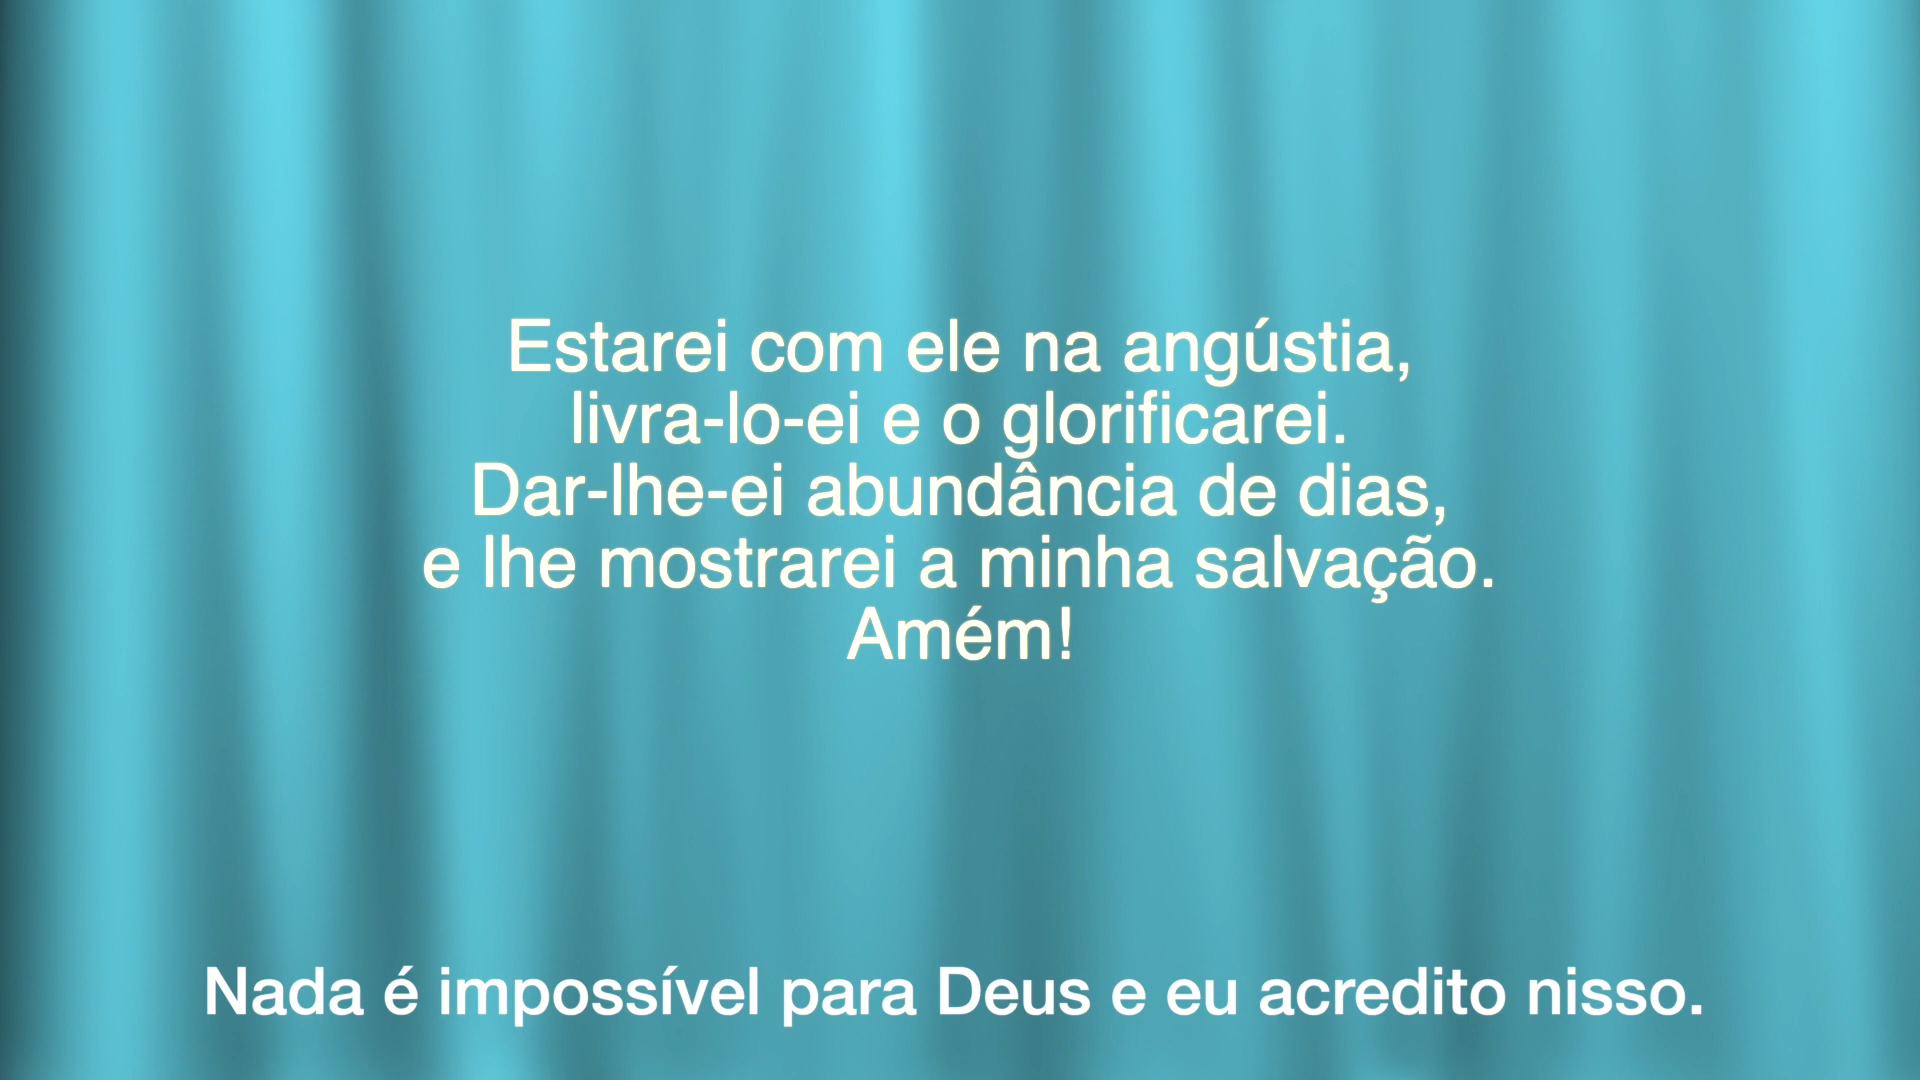 Estarei com ele na angústia,
livra-lo-ei e o glorificarei.
Dar-lhe-ei abundância de dias,
e lhe mostrarei a minha salvação.
Amém!
Nada é impossível para Deus e eu acredito nisso.